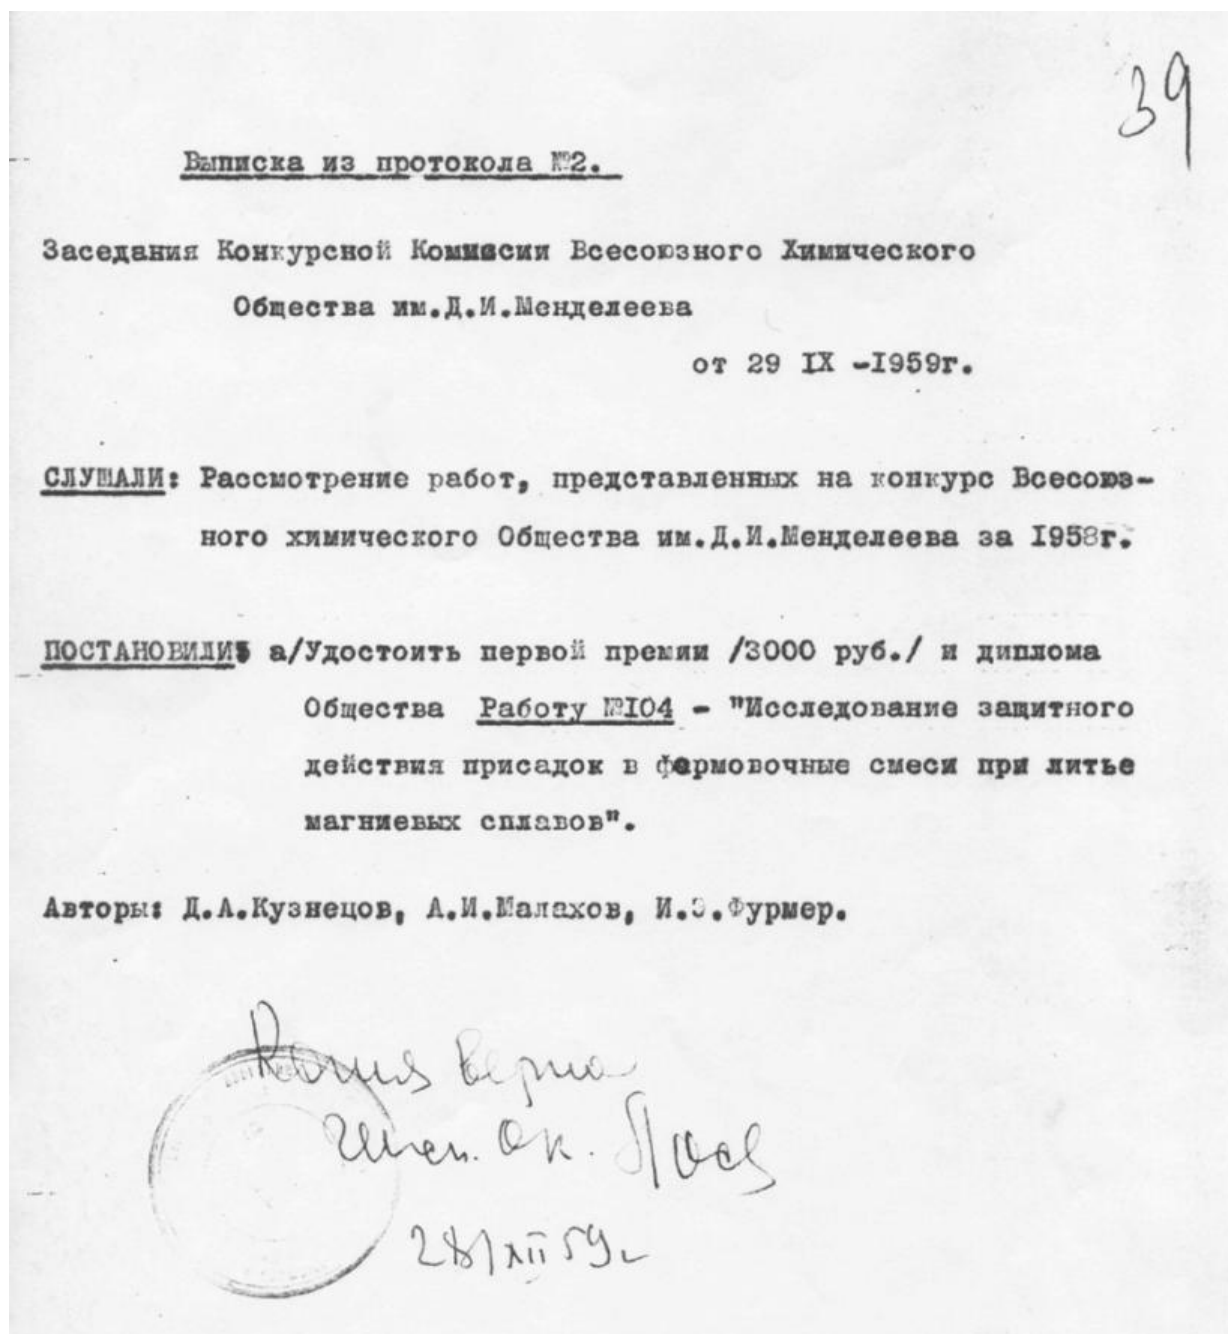 39
Выписка из протокола №2.
Заседания Конкурсной Комиссии Всесоюзного Химического
Общества им.Д.И.Менделеева
от 29 IX -1959г.
СЛУШАЛИ: Рассмотрение работ, представленных на конкурс Всесоюз-
ного химического Общества им.Д.И.Менделеева за 1958г.
ПОСТАНОВИЛИ: а/Удостоить первой премии /3000 руб./ и диплома
Общества Работу №104 - "Исследование защитного
действия присадок в формовочные смеси при литье
магниевых сплавов".
Авторы: Д.А.Кузнецов, А.И.Малахов, И.Э.Фурмер.
Копия верна
28/XII 59г